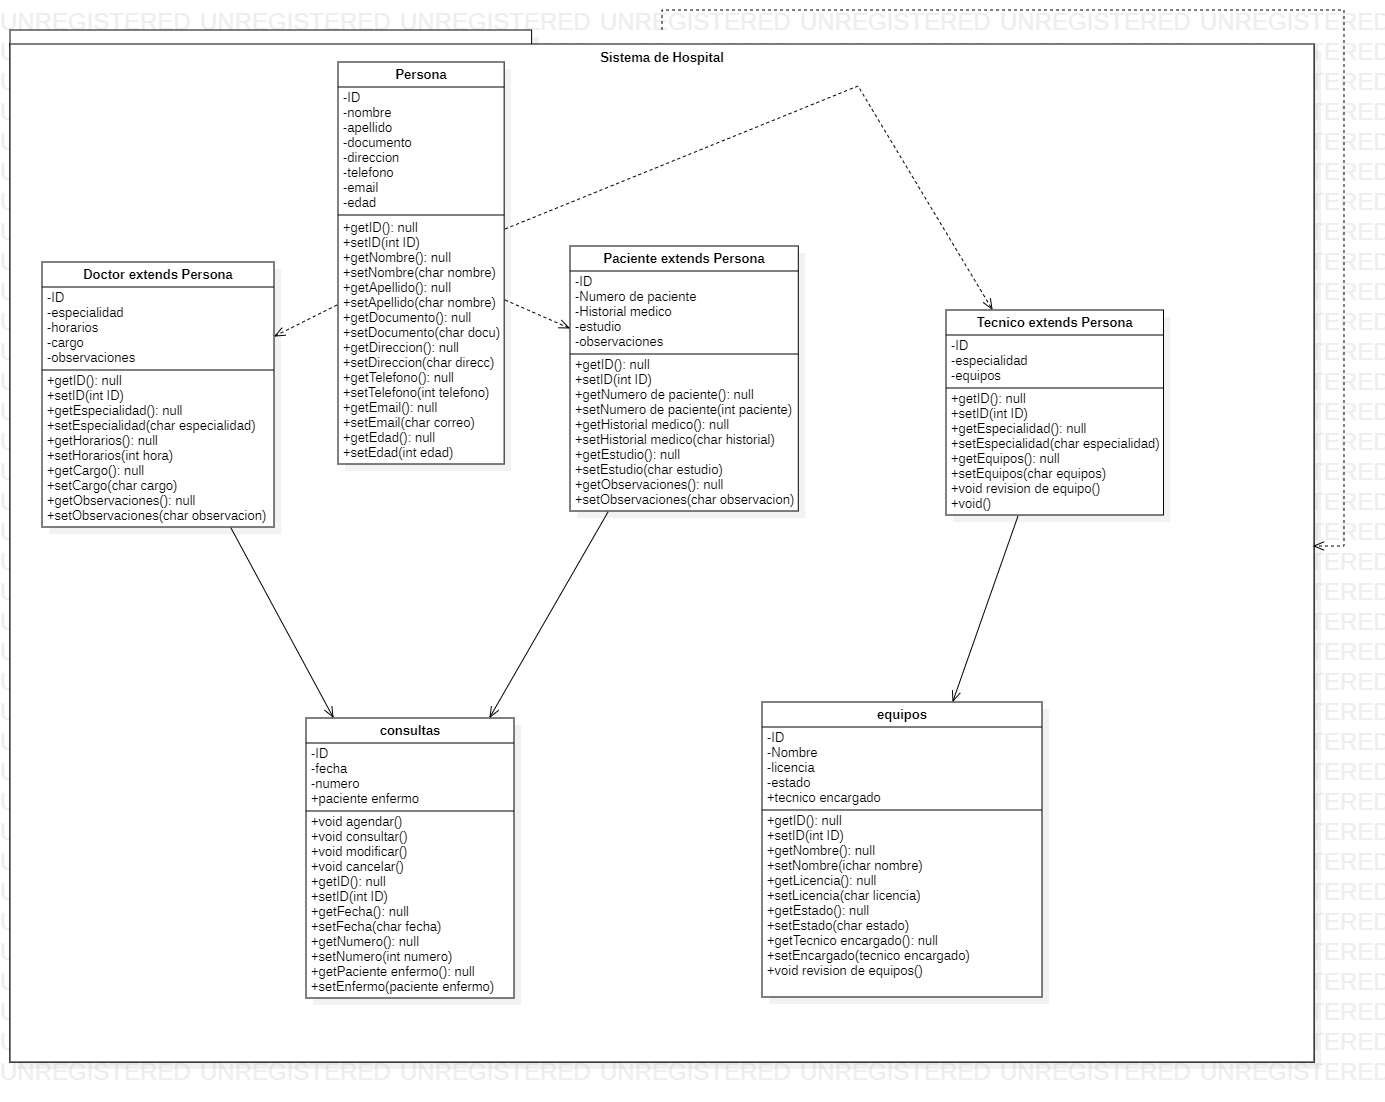 UNREGISTERED UNREGISTERED UNREGISTERED UNREGISTERED UNREGISTERED UNREGISTERED UNREGISTERED
Sistema de Hospital
Persona
-ID
-nombre
-apellido
-documento
-direccion
-telefono
-email
-edad
+getID(): null
+setID(int ID)
+getNombre(): null
+setNombre(char nombre)
+getApellido(): null
+setApellido(char nombre)
+getDocumento(): null
+setDocumento(char docu)
+getDireccion(): null
+setDireccion(char direcc)
+getTelefono(): null
+setTelefono(int telefono)
+getEmail(): null
+setEmail(char correo)
+getEdad(): null
+setEdad(int edad)
Doctor extends Persona
-ID
-especialidad
-horarios
-cargo
-observaciones
+getID(): null
+setID(int ID)
+getEspecialidad(): null
+setEspecialidad(char especialidad)
+getHorarios(): null
+setHorarios(int hora)
+getCargo(): null
+setCargo(char cargo)
+getObservaciones(): null
+setObservaciones(char observacion)
Paciente extends Persona
-ID
-Numero de paciente
-Historial medico
-estudio
-observaciones
+getID(): null
+setID(int ID)
+getNumero de paciente(): null
+setNumero de paciente(int paciente)
+getHistorial medico(): null
+setHistorial medico(char historial)
+getEstudio(): null
+setEstudio(char estudio)
+getObservaciones(): null
+setObservaciones(char observacion)
Tecnico extends Persona
-ID
-especialidad
-equipos
+getID(): null
+setID(int ID)
+getEspecialidad(): null
+setEspecialidad(char especialidad)
+getEquipos(): null
+setEquipos(char equipos)
+void revision de equipo()
+void()
consultas
-ID
-fecha
-numero
+paciente enfermo
+void agendar()
+void consultar()
+void modificar()
+void cancelar()
+getID(): null
+setID(int ID)
+getFecha(): null
+setFecha(char fecha)
+getNumero(): null
+setNumero(int numero)
+getPaciente enfermo(): null
+setEnfermo(paciente enfermo)
equipos
-ID
-Nombre
-licencia
-estado
+tecnico encargado
+getID(): null
+setID(int ID)
+getNombre(): null
+setNombre(ichar nombre)
+getLicencia(): null
+setLicencia(char licencia)
+getEstado(): null
+setEstado(char estado)
+getTecnico encargado(): null
+setEncargado(tecnico encargado)
+void revision de equipos()
UNREGISTERED UNREGISTERED UNREGISTERED UNREGISTERED UNREGISTERED UNREGISTERED UNREGISTERED